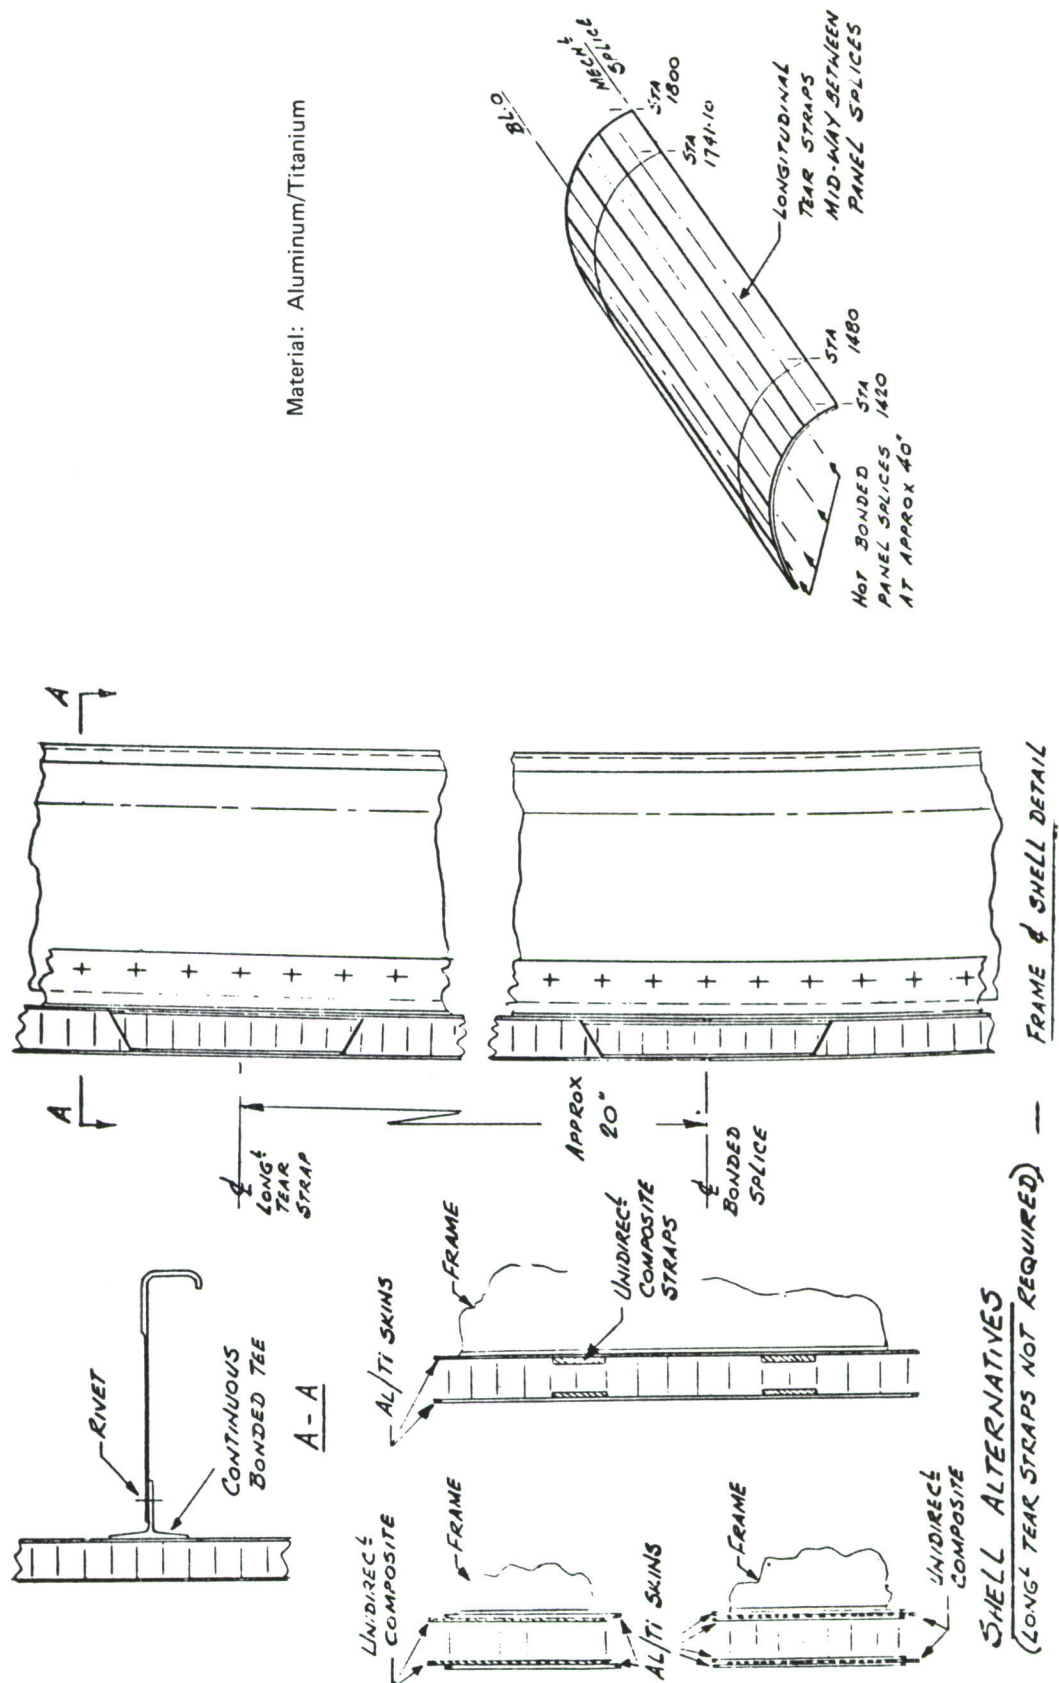 Material: Aluminum/Titanium
BL.O
MECH'L
SPLICE
STA
1800
STA
1741.10
LONGITUDINAL
TEAR STRAPS
MID-WAY BETWEEN
PANEL SPLICES
STA
1480
STA
1420
HOT BONDED
PANEL SPLICES
AT APPROX 40"
A
A
℄
LONG'L
TEAR
STRAP
APPROX
20"
℄
BONDED
SPLICE
FRAME & SHELL DETAIL
RIVET
CONTINUOUS
BONDED TEE
A-A
AL/TI SKINS
FRAME
UNIDIREC'L
COMPOSITE
STRAPS
UNIDIREC'L
COMPOSITE
FRAME
AL/TI SKINS
FRAME
UNIDIREC'L
COMPOSITE
SHELL ALTERNATIVES
(LONG'L TEAR STRAPS NOT REQUIRED)